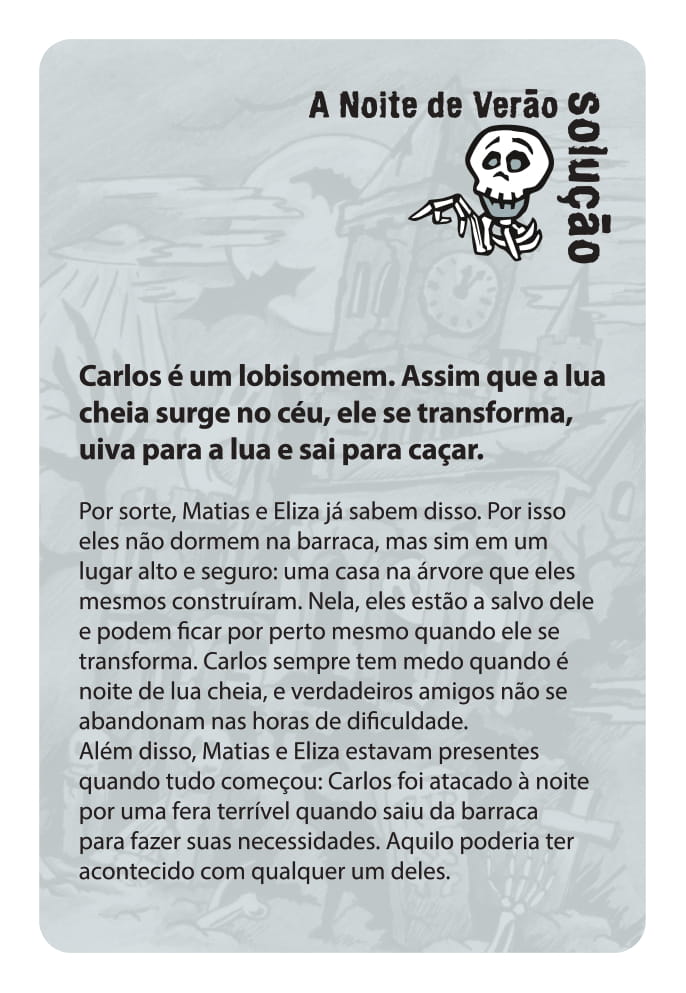 A Noite de Verão
solução
Carlos é um lobisomem. Assim que a lua
cheia surge no céu, ele se transforma,
uiva para a lua e sai para caçar.
Por sorte, Matias e Eliza já sabem disso. Por isso
eles não dormem na barraca, mas sim em um
lugar alto e seguro: uma casa na árvore que eles
mesmos construíram. Nela, eles estão a salvo dele
e podem ficar por perto mesmo quando ele se
transforma. Carlos sempre tem medo quando é
noite de lua cheia, e verdadeiros amigos não se
abandonam nas horas de dificuldade.
Além disso, Matias e Eliza estavam presentes
quando tudo começou: Carlos foi atacado à noite
por uma fera terrível quando saiu da barraca
para fazer suas necessidades. Aquilo poderia ter
acontecido com qualquer um deles.